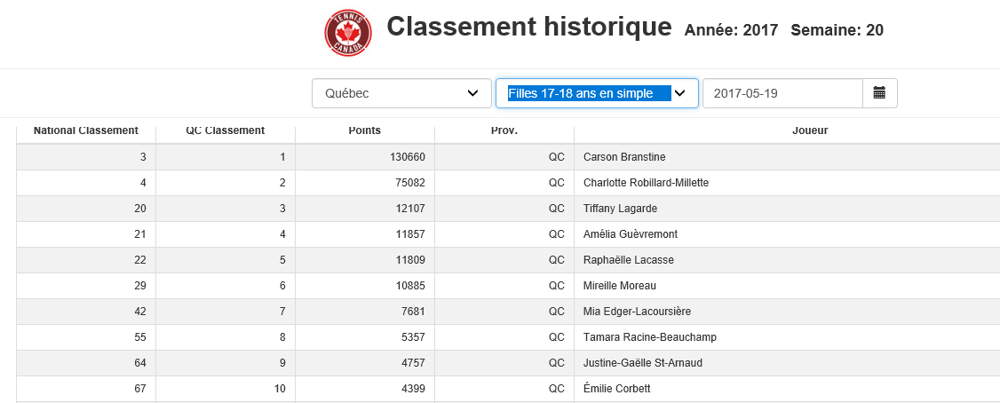 TENNIS CANADA
Classement historique Année: 2017 Semaine: 20
Québec Filles 17-18 ans en simple 2017-05-19
National Classement QC Classement Points Prov. Joueur
3 1 130660 QC Carson Branstine
4 2 75082 QC Charlotte Robillard-Millette
20 3 12107 QC Tiffany Lagarde
21 4 11857 QC Amélia Guèvremont
22 5 11809 QC Raphaëlle Lacasse
29 6 10885 QC Mireille Moreau
42 7 7681 QC Mia Edger-Lacoursière
55 8 5357 QC Tamara Racine-Beauchamp
64 9 4757 QC Justine-Gaëlle St-Arnaud
67 10 4399 QC Émilie Corbett